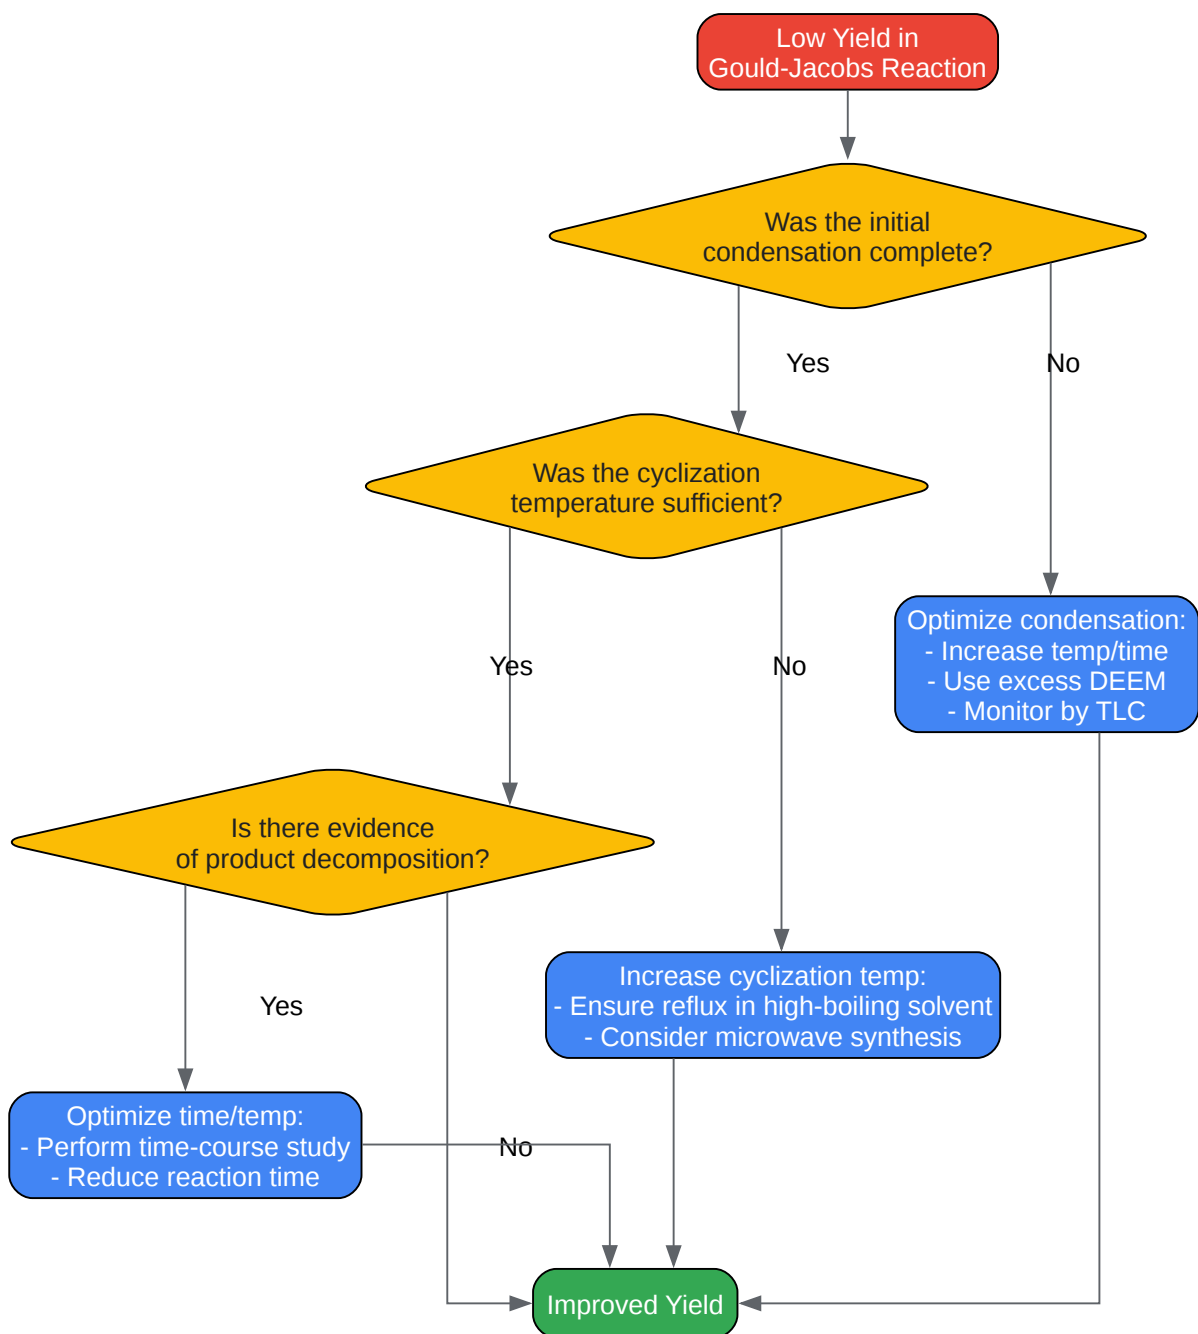 Low Yield in
Gould-Jacobs Reaction
Was the initial
condensation complete?
Yes
No
Was the cyclization
temperature sufficient?
Optimize condensation:
- Increase temp/time
- Use excess DEEM
- Monitor by TLC
Yes
No
Is there evidence
of product decomposition?
Increase cyclization temp:
- Ensure reflux in high-boiling solvent
- Consider microwave synthesis
Yes
Optimize time/temp:
- Perform time-course study
- Reduce reaction time
No
Improved Yield